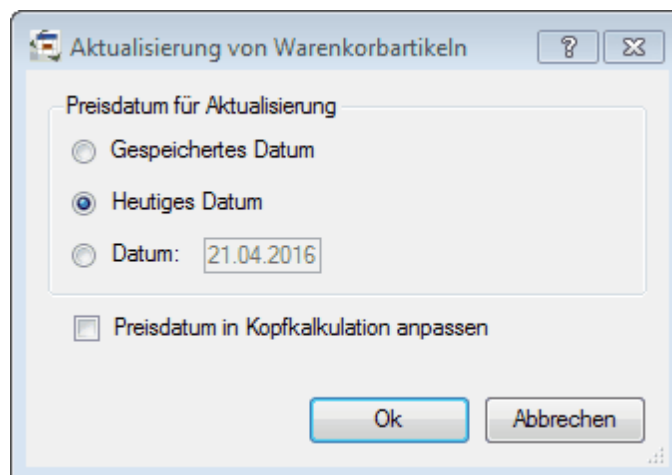 Aktualisierung von Warenkorbartikeln
Preisdatum für Aktualisierung
Gespeichertes Datum
Heutiges Datum
Datum: 21.04.2016
Preisdatum in Kopfkalkulation anpassen
Ok Abbrechen